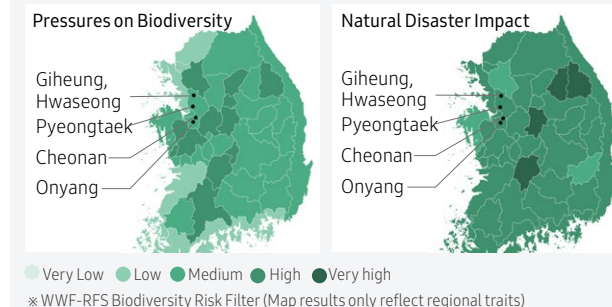 Pressures on Biodiversity
Giheung,
Hwaseong
Pyeongtaek
Cheonan
Onyang
Natural Disaster Impact
Giheung,
Hwaseong
Pyeongtaek
Cheonan
Onyang
Very Low Low Medium High Very high
※ WWF-RFS Biodiversity Risk Filter (Map results only reflect regional traits)